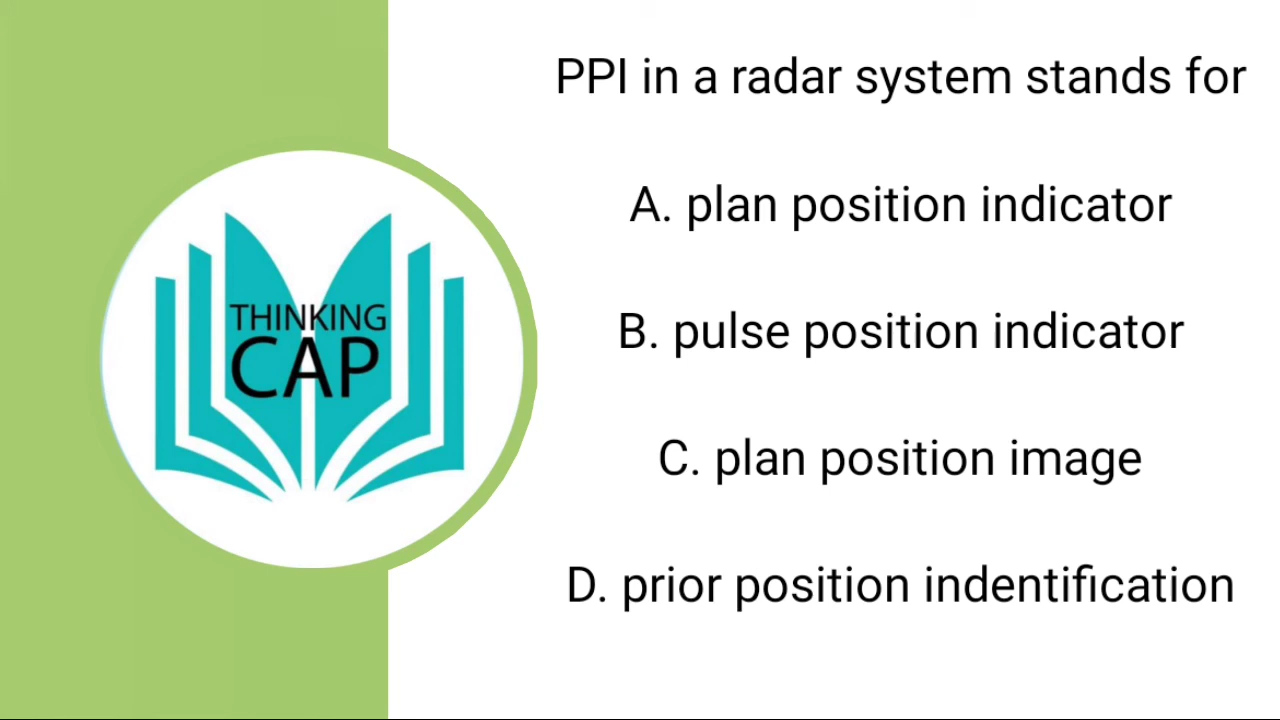 PPI in a radar system stands for
A. plan position indicator
B. pulse position indicator
C. plan position image
D. prior position indentification
THINKING
CAP